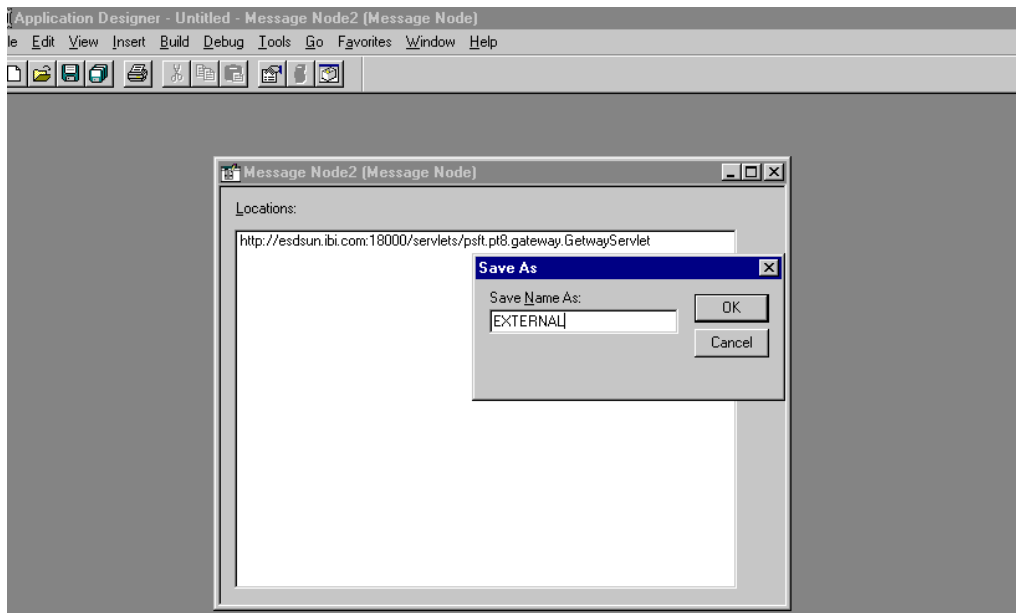 Application Designer - Untitled - Message Node2 (Message Node)
le Edit View Insert Build Debug Tools Go Favorites Window Help
Message Node2 (Message Node)
Locations:
http://esdsun.ibi.com:18000/servlets/psft.pt8.gateway.GetwayServlet
Save As
Save Name As:
OK
EXTERNAL
Cancel